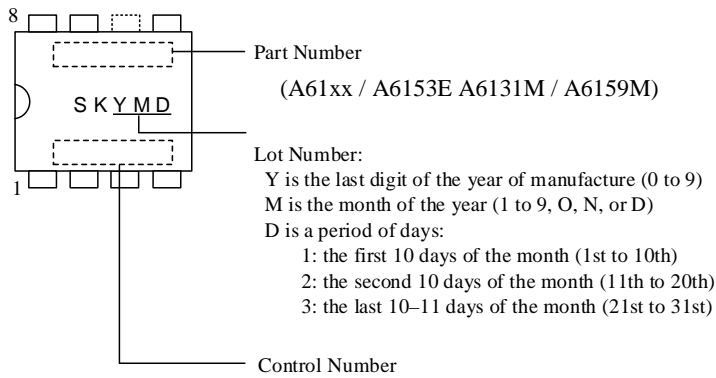 8
Part Number
(A61xx / A6153E A6131M / A6159M)
S K Y M D
Lot Number:
Y is the last digit of the year of manufacture (0 to 9)
M is the month of the year (1 to 9, O, N, or D)
D is a period of days:
1: the first 10 days of the month (1st to 10th)
2: the second 10 days of the month (11th to 20th)
3: the last 10–11 days of the month (21st to 31st)
1
Control Number